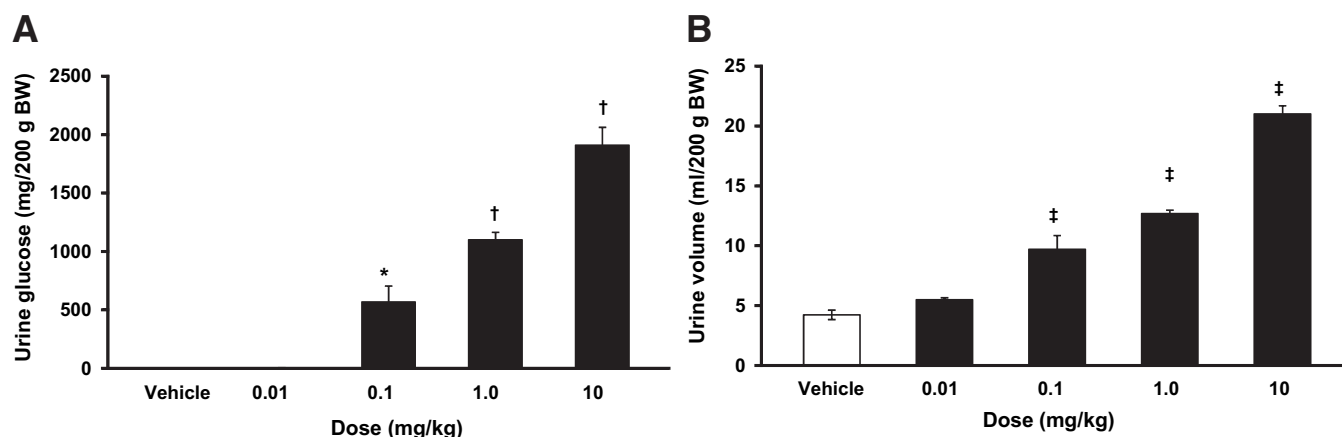 A
Urine glucose (mg/200 g BW)
2500
2000
1500
1000
500
0
*
†
†
Vehicle 0.01 0.1 1.0 10
Dose (mg/kg)
B
Urine volume (ml/200 g BW)
25
20
15
10
5
0
‡
‡
‡
Vehicle 0.01 0.1 1.0 10
Dose (mg/kg)